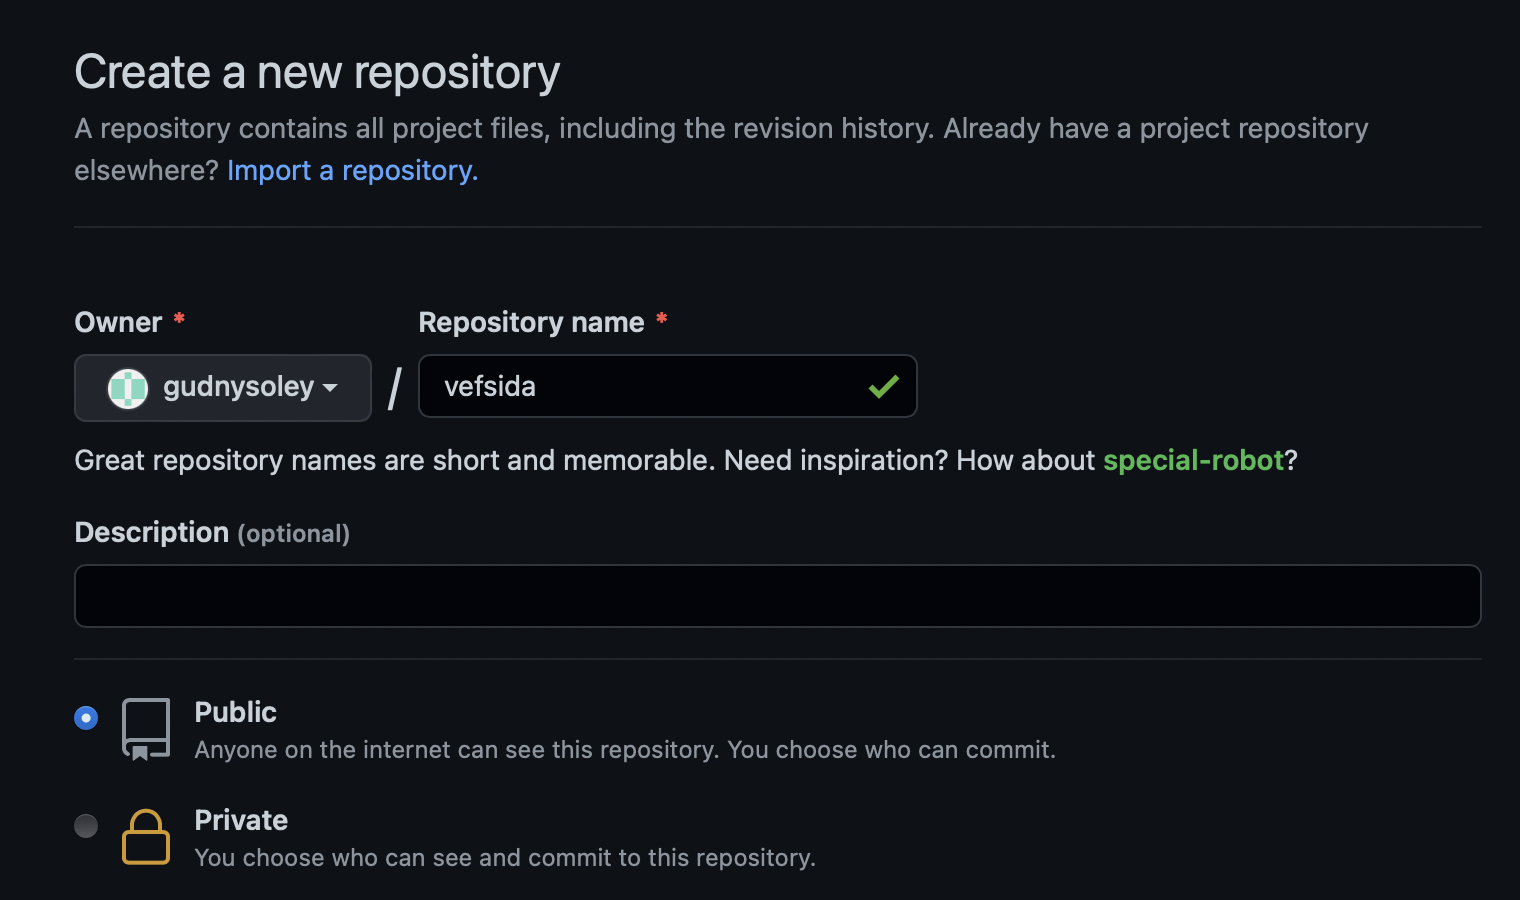 Create a new repository
A repository contains all project files, including the revision history. Already have a project repository
elsewhere? Import a repository.
Owner * Repository name *
gudnysoley / vefsida
Great repository names are short and memorable. Need inspiration? How about special-robot?
Description (optional)
Public
Anyone on the internet can see this repository. You choose who can commit.
Private
You choose who can see and commit to this repository.